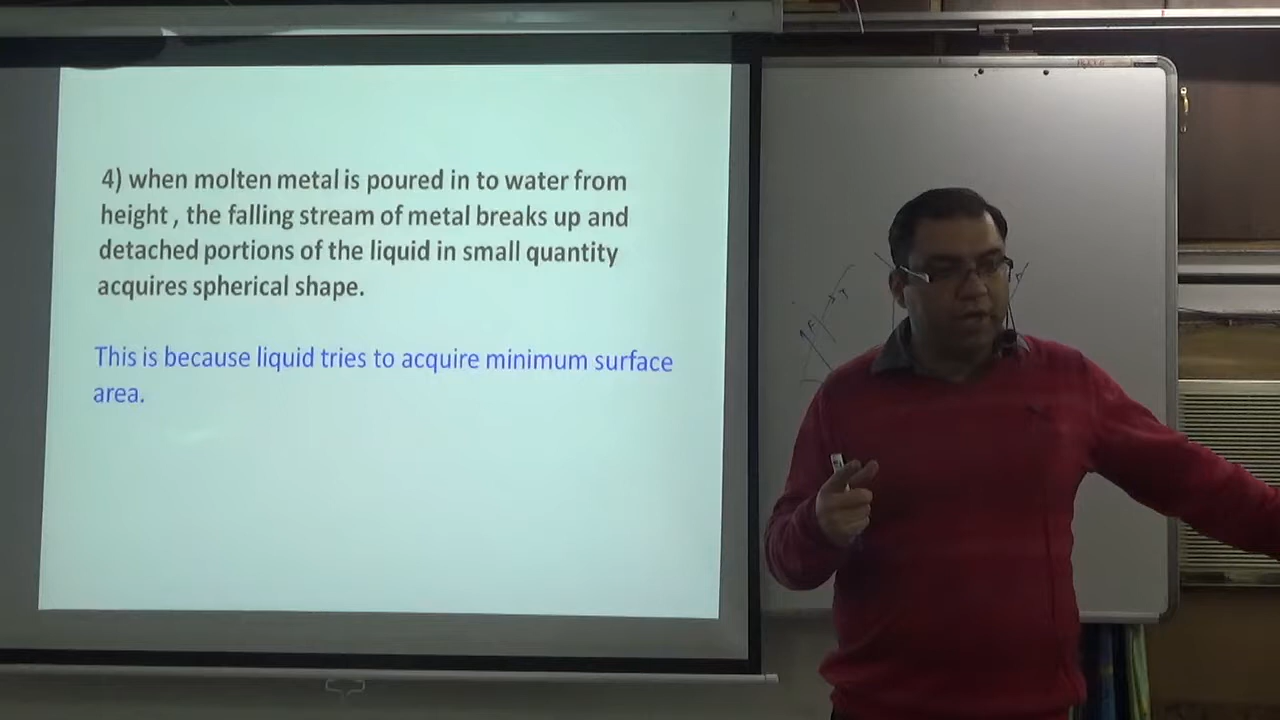 4) when molten metal is poured in to water from
height , the falling stream of metal breaks up and
detached portions of the liquid in small quantity
acquires spherical shape.
This is because liquid tries to acquire minimum surface
area.